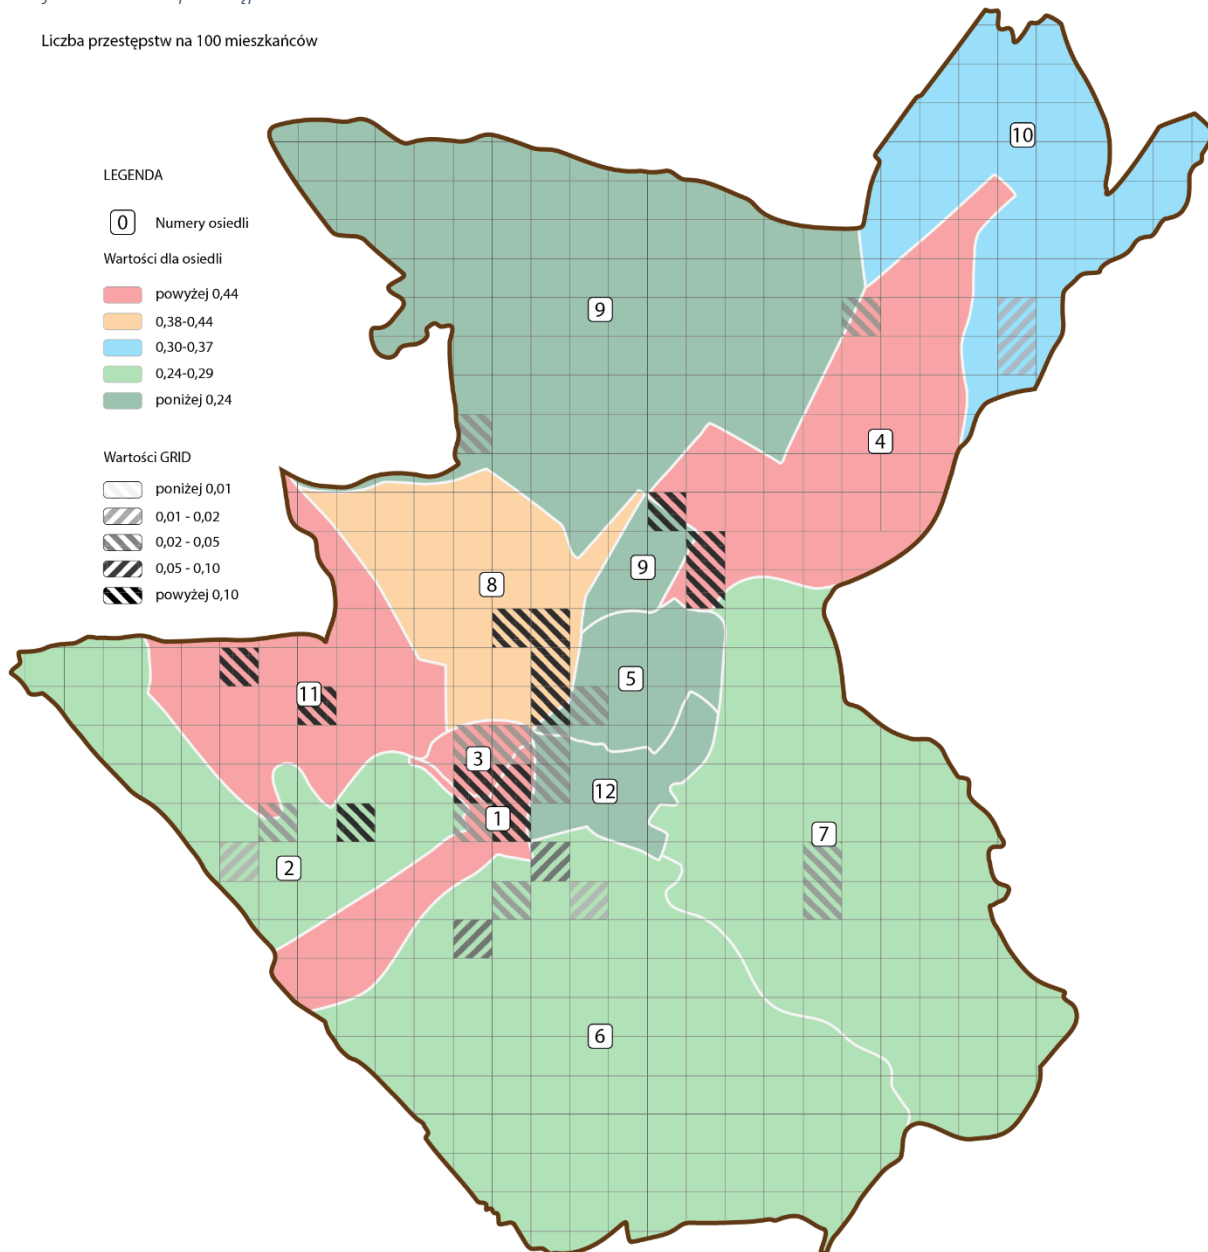 Liczba przestępstw na 100 mieszkańców
LEGENDA
0 Numery osiedli
Wartości dla osiedli
powyżej 0,44
0,38-0,44
0,30-0,37
0,24-0,29
poniżej 0,24
Wartości GRID
poniżej 0,01
0,01 - 0,02
0,02 - 0,05
0,05 - 0,10
powyżej 0,10
10
9
4
9
8
5
11
3
12
1
7
2
6